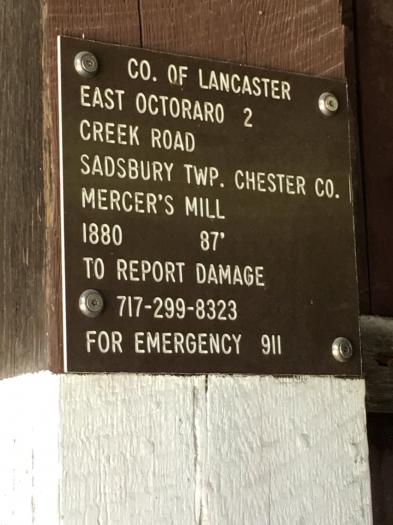 CO. OF LANCASTER
EAST OCTORARO 2
CREEK ROAD
SADSBURY TWP. CHESTER CO.
MERCER'S MILL
1880 87'
TO REPORT DAMAGE
717-299-8323
FOR EMERGENCY 911